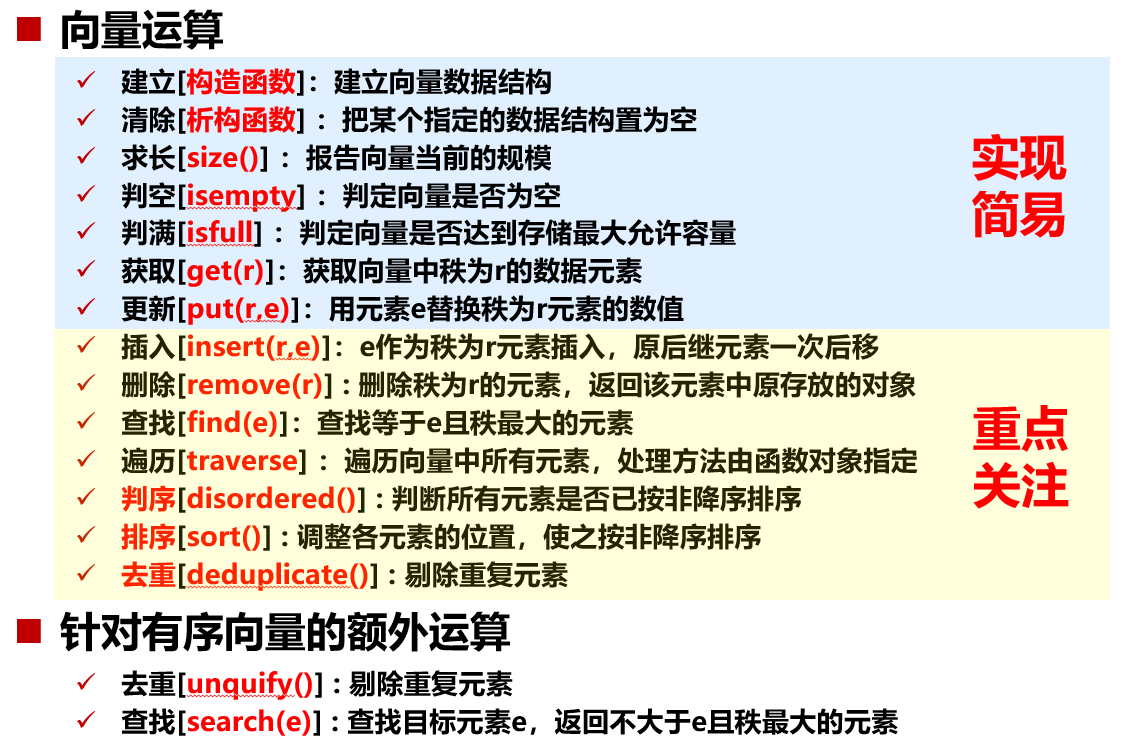 向量运算
建立[构造函数]：建立向量数据结构
清除[析构函数] ：把某个指定的数据结构置为空
求长[size()] ：报告向量当前的规模
判空[isempty] ：判定向量是否为空
判满[isfull] ：判定向量是否达到存储最大允许容量
获取[get(r)]：获取向量中秩为r的数据元素
更新[put(r,e)]：用元素e替换秩为r元素的数值
实现
简易
插入[insert(r,e)]：e作为秩为r元素插入，原后继元素一次后移
删除[remove(r)] : 删除秩为r的元素，返回该元素中原存放的对象
查找[find(e)]：查找等于e且秩最大的元素
遍历[traverse] ：遍历向量中所有元素，处理方法由函数对象指定
判序[disordered()] : 判断所有元素是否已按非降序排序
排序[sort()] : 调整各元素的位置，使之按非降序排序
去重[deduplicate()] : 剔除重复元素
重点
关注
针对有序向量的额外运算
去重[unquify()] : 剔除重复元素
查找[search(e)] : 查找目标元素e，返回不大于e且秩最大的元素